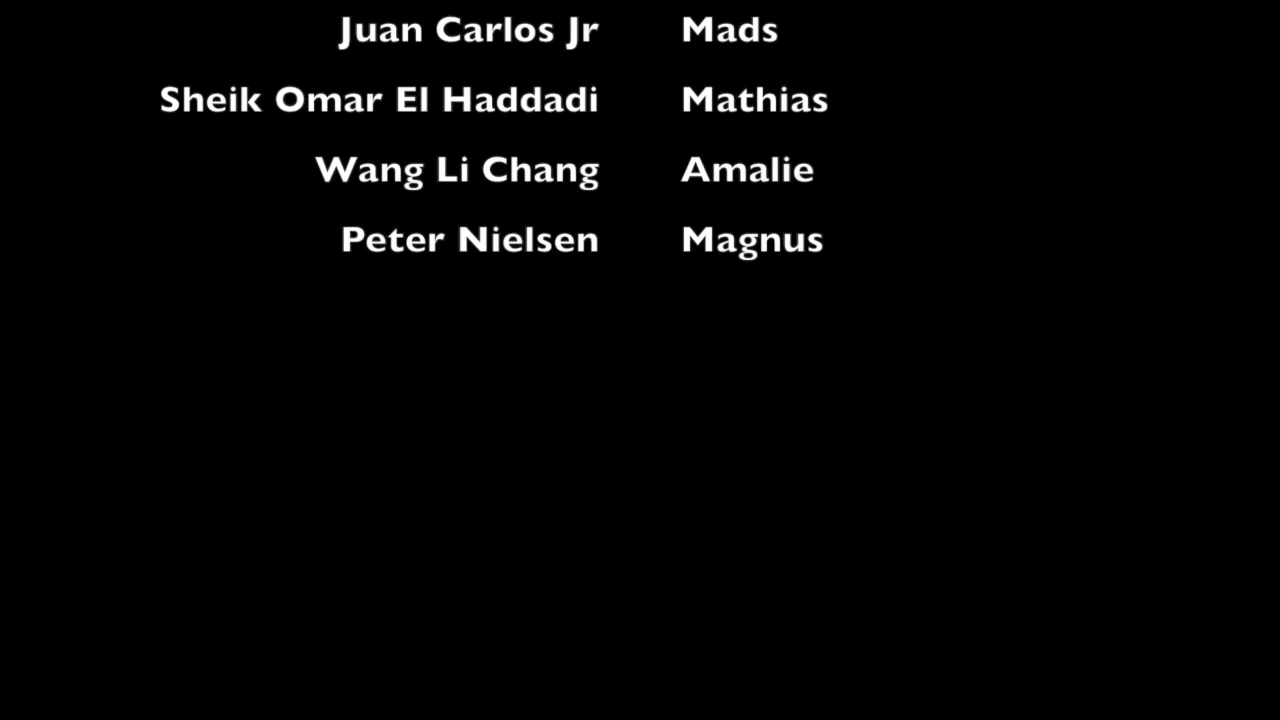 Juan Carlos Jr Mads
Sheik Omar El Haddadi Mathias
Wang Li Chang Amalie
Peter Nielsen Magnus